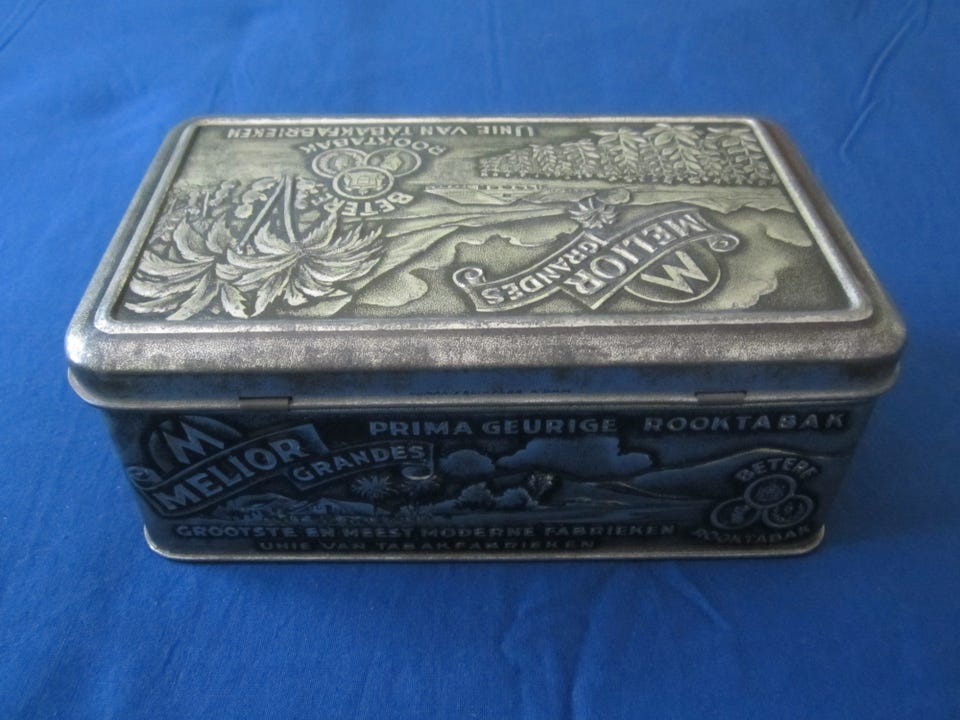 UNIE VAN TABAKFABRIEKEN
BETERE
ROOKTABAK
M
MELIOR
GRANDES
M
MELIOR
GRANDES
PRIMA GEURIGE ROOKTABAK
BETERE
ROOKTABAK
GROOTSTE EN MEEST MODERNE FABRIEKEN
UNIE VAN TABAKFABRIEKEN